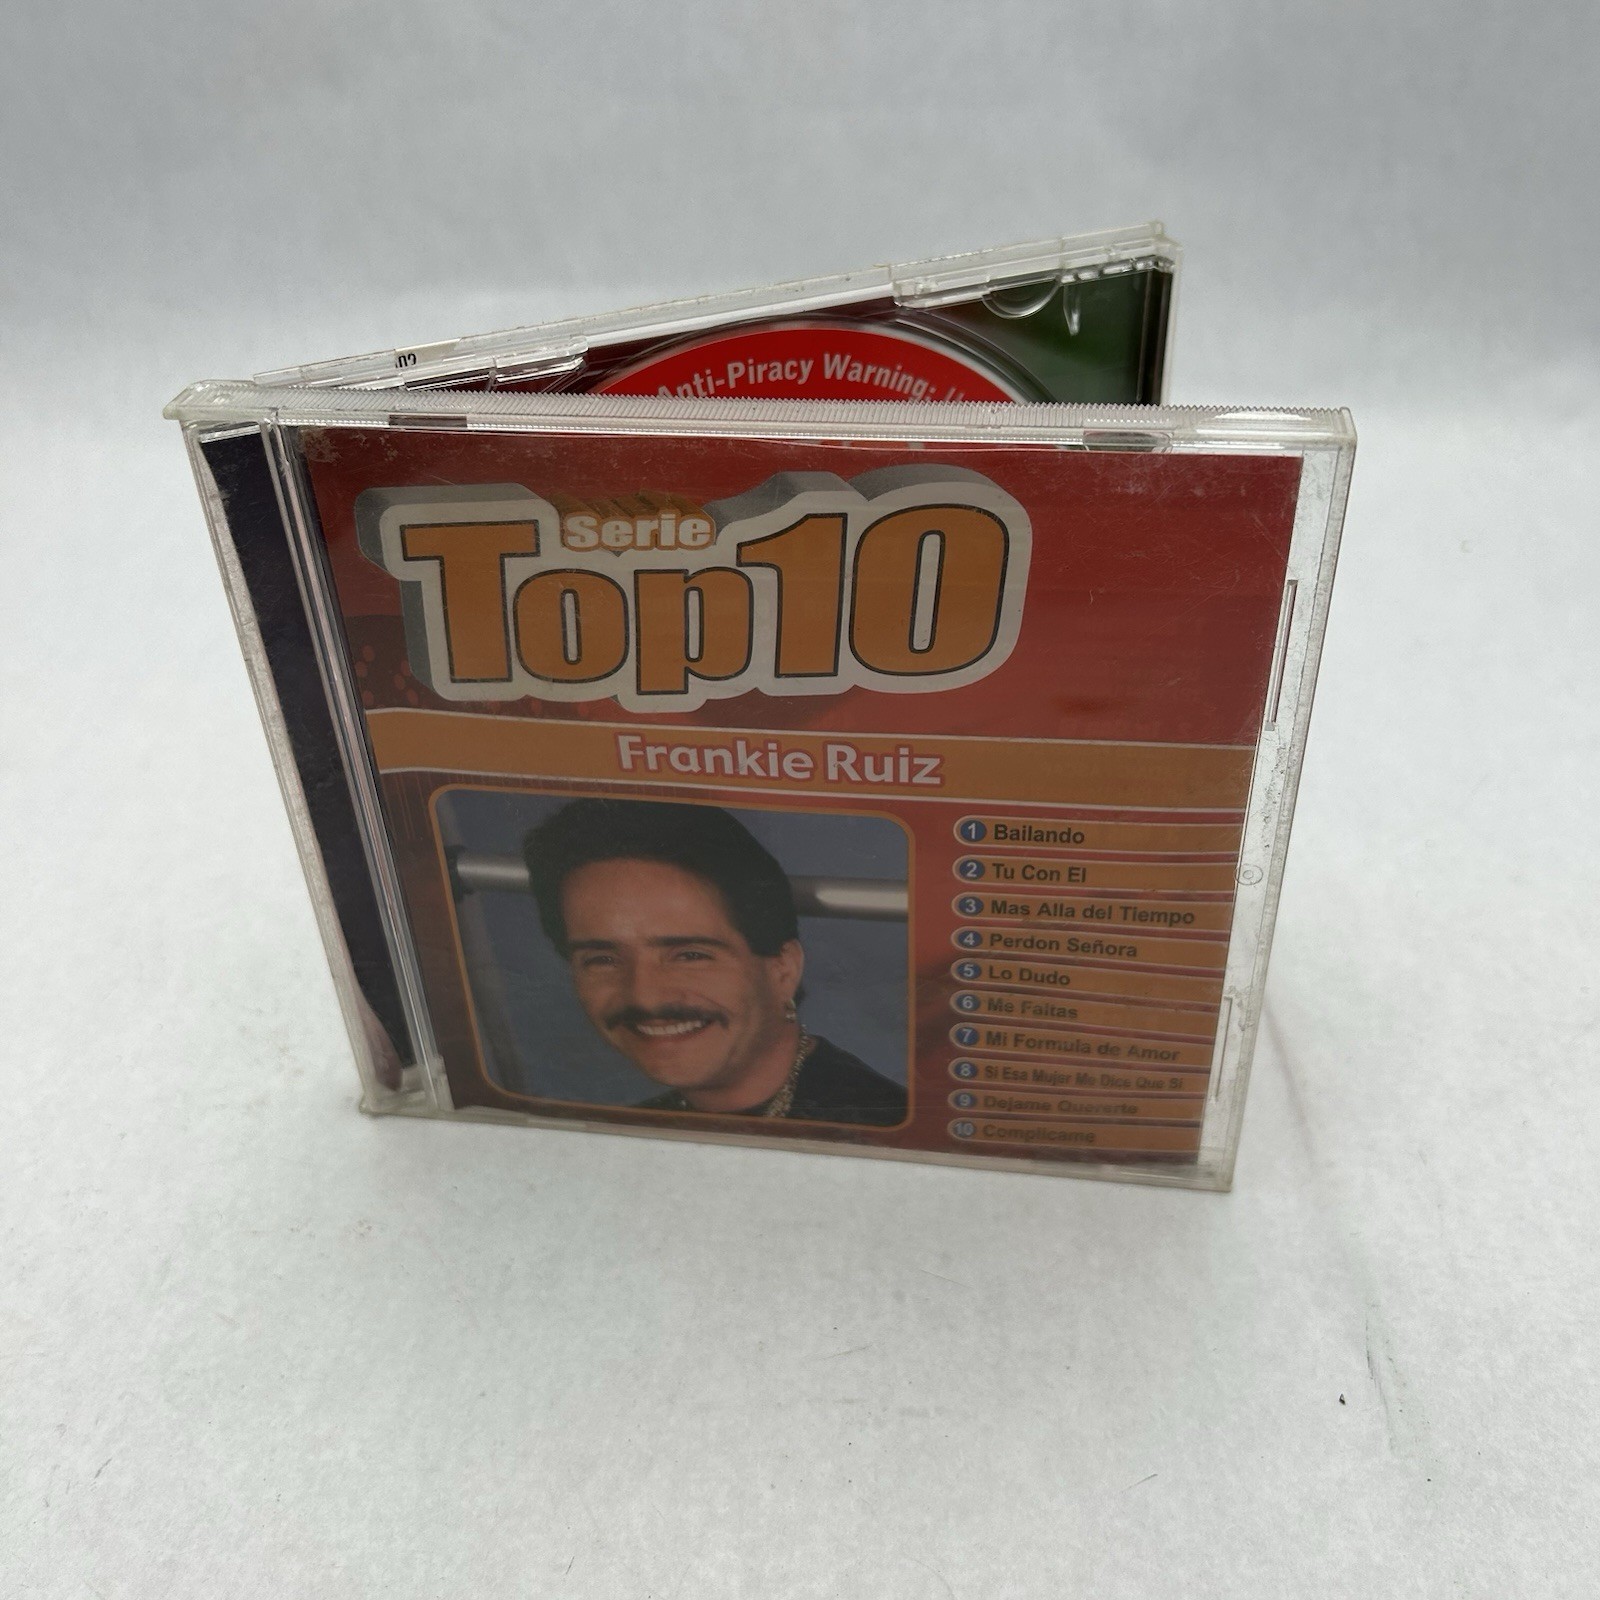 Anti-Piracy Warning:
Serie
Top10
Frankie Ruiz
1 Bailando
2 Tu Con El
3 Mas Alla del Tiempo
4 Perdon Señora
5 Lo Dudo
6 Me Faltas
7 Mi Formula de Amor
8 Si Esa Mujer Me Dice Que Si
9 Dejame Quererte
10 Complicame